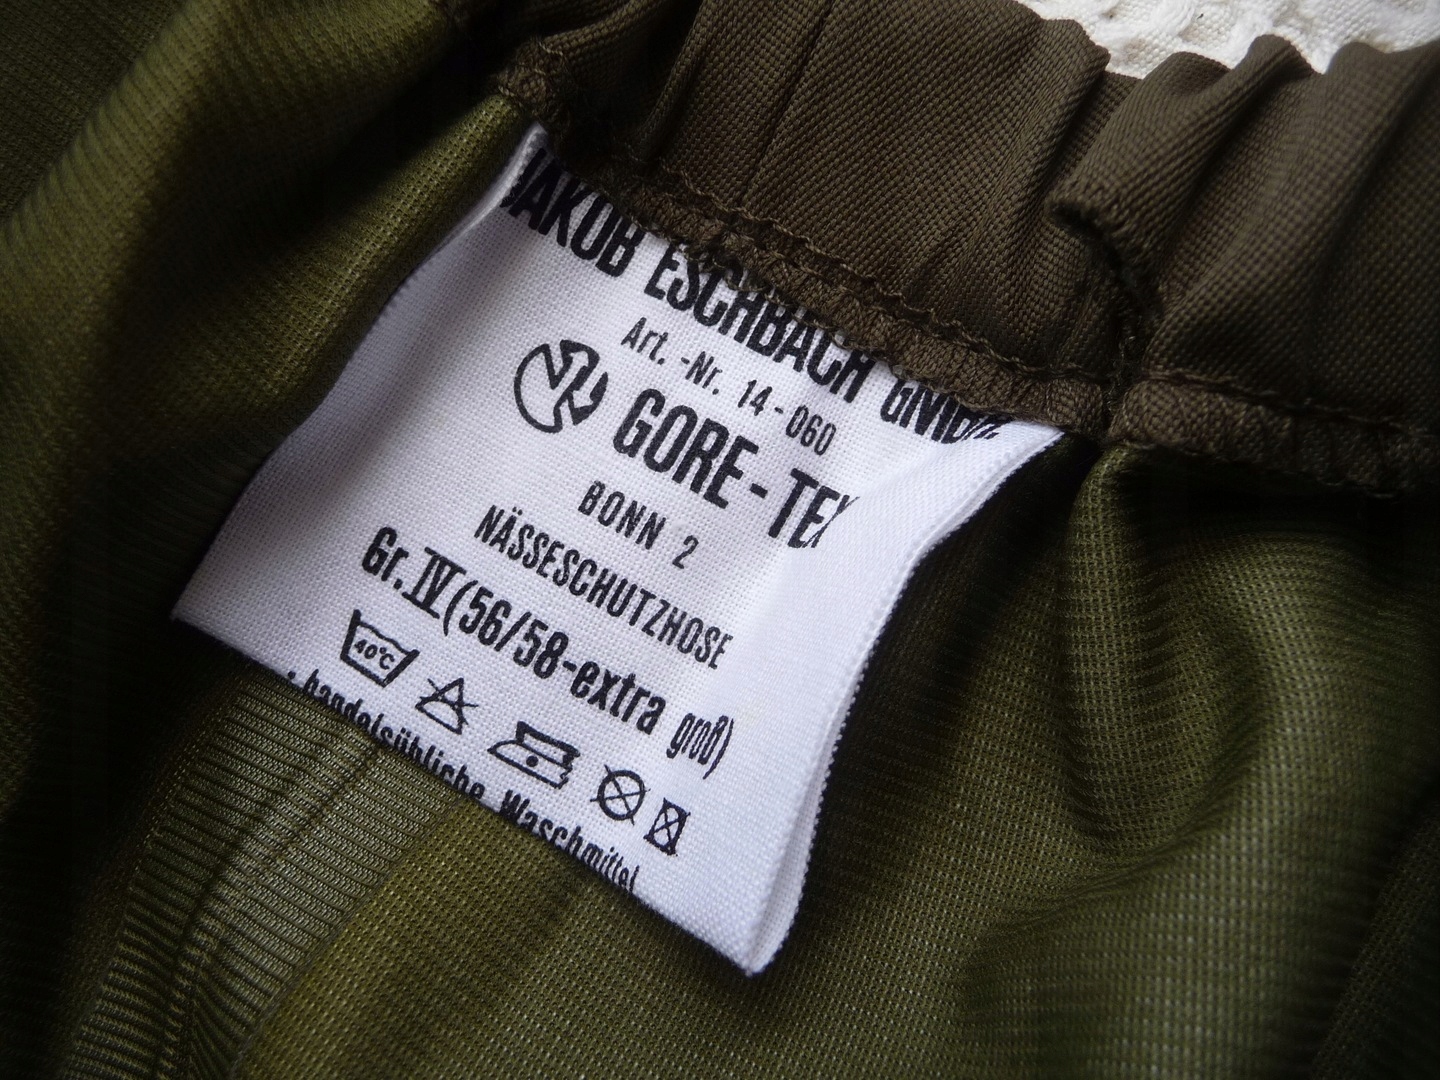 JAKOB ESCHBACH GMBH
Art.-Nr. 14-060
GORE-TEX
BONN 2
NÄSSESCHUTZHOSE
Gr. IV (56/58-extra groß)
40°C
handelsübliche Waschmittel